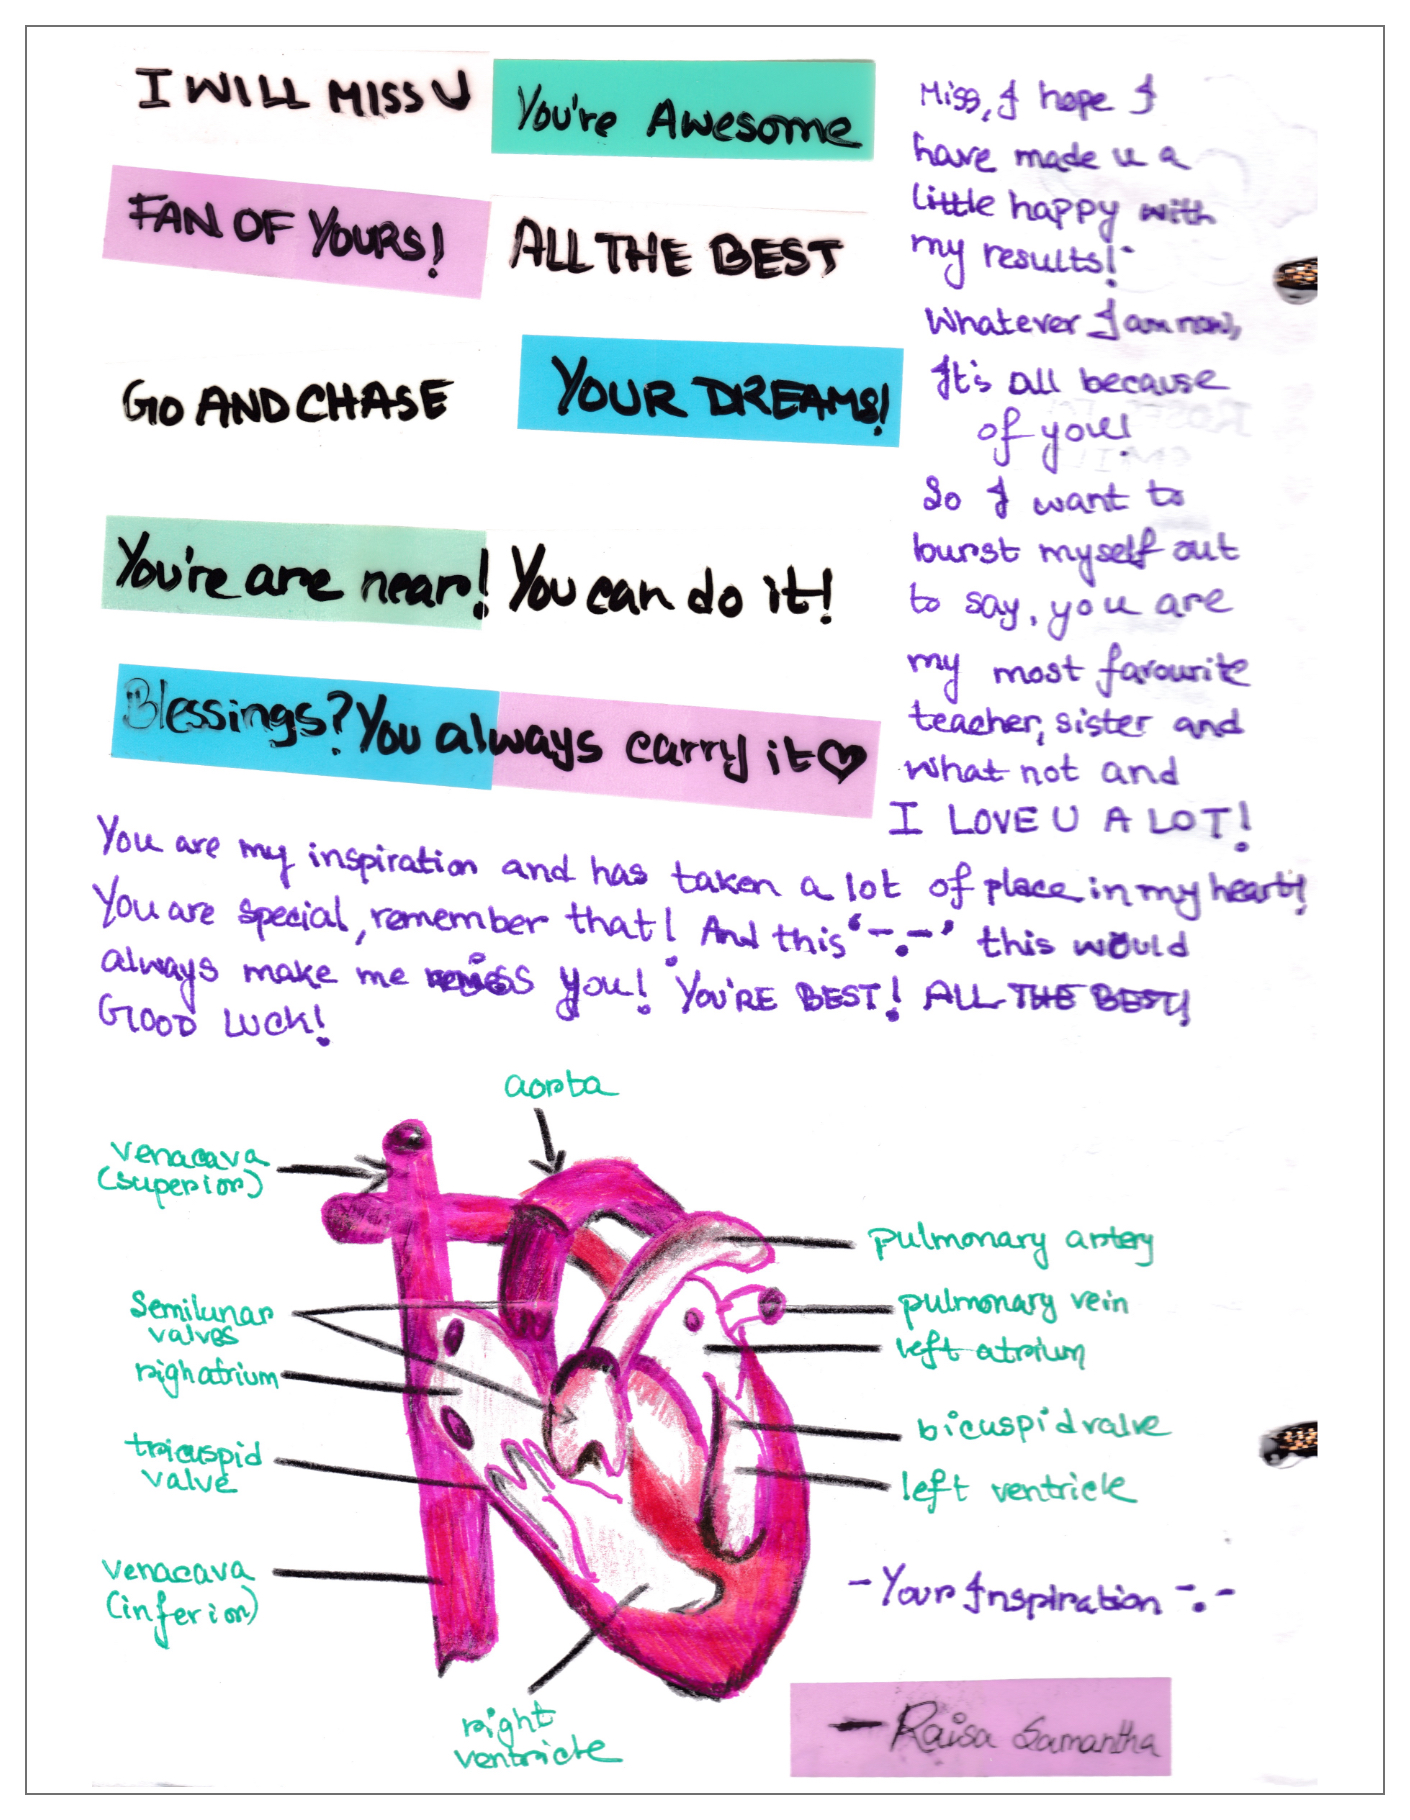 I WILL MISS U
You're Awesome
FAN OF YOURS!
ALL THE BEST
GO AND CHASE
YOUR DREAMS!
You're are near! You can do it!
Blessings? You always carry it♡
Miss, I hope I
have made u a
little happy with
my results!
Whatever I am now,
It's all because
of you!
So I want to
burst myself out
to say, you are
my most favourite
teacher, sister and
what not and
I LOVE U A LOT!
You are my inspiration and has taken a lot of place in my heart!
You are special, remember that! And this '-.-' this would
always make me miss you! YOU'RE BEST! ALL THE BEST!
GOOD LUCK!
aorta
venacava
(superior)
pulmonary artery
Semilunar
valves
pulmonary vein
left atrium
righatrium
bicuspid valve
tricuspid
valve
left ventricle
venacava
(inferior)
- Your Inspiration -.-
right
ventricle
- Raisa Samantha